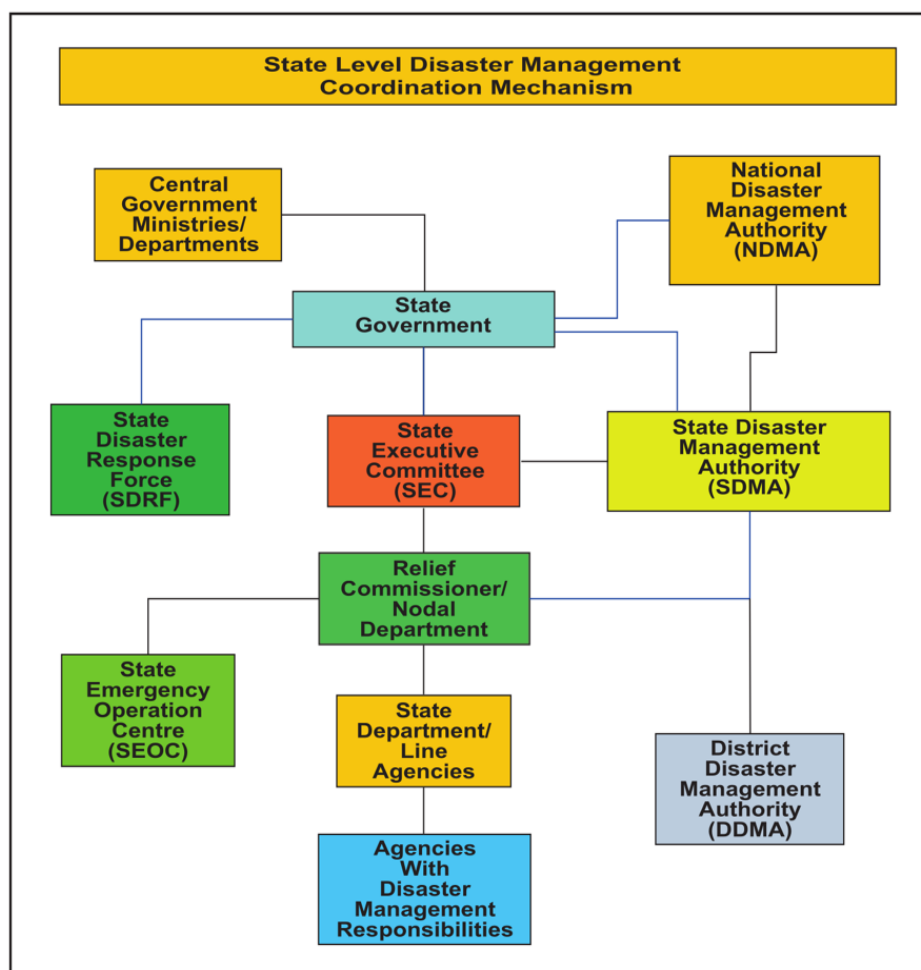 State Level Disaster Management
Coordination Mechanism
Central
Government
Ministries/
Departments
National
Disaster
Management
Authority
(NDMA)
State
Government
State
Disaster
Response
Force
(SDRF)
State
Executive
Committee
(SEC)
State Disaster
Management
Authority
(SDMA)
Relief
Commissioner/
Nodal
Department
State
Emergency
Operation
Centre
(SEOC)
State
Department/
Line
Agencies
District
Disaster
Management
Authority
(DDMA)
Agencies
With
Disaster
Management
Responsibilities